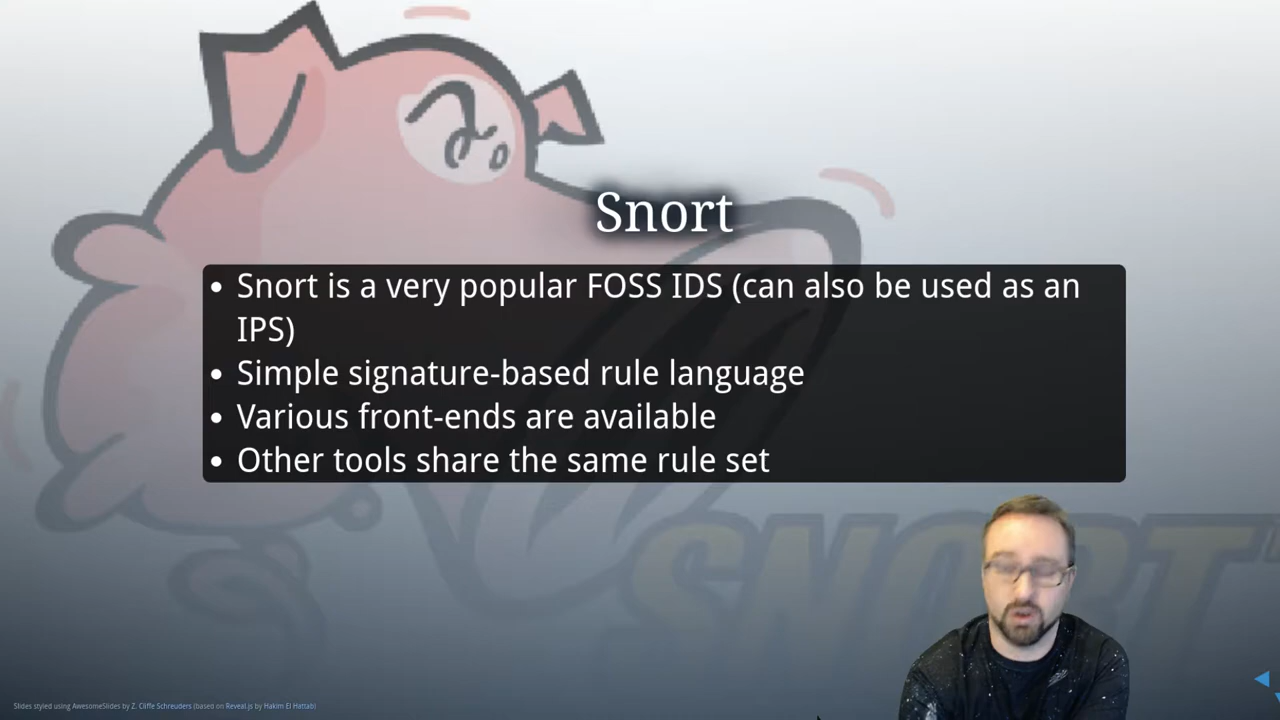 Snort
• Snort is a very popular FOSS IDS (can also be used as an
IPS)
• Simple signature-based rule language
• Various front-ends are available
• Other tools share the same rule set
SNORT
Slides styled using AwesomeSlides by Z. Cliffe Schreuders (based on Reveal.js by Hakim El Hattab)